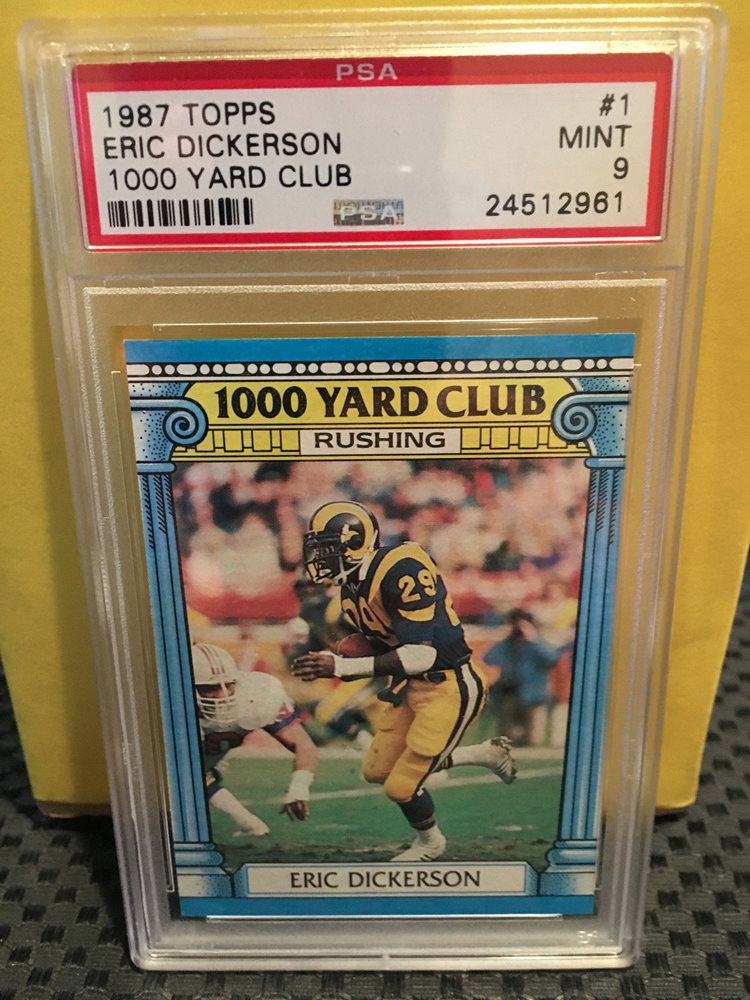 PSA
1987 TOPPS #1
ERIC DICKERSON MINT
1000 YARD CLUB 9
PSA 24512961
1000 YARD CLUB
RUSHING
29
29
ERIC DICKERSON